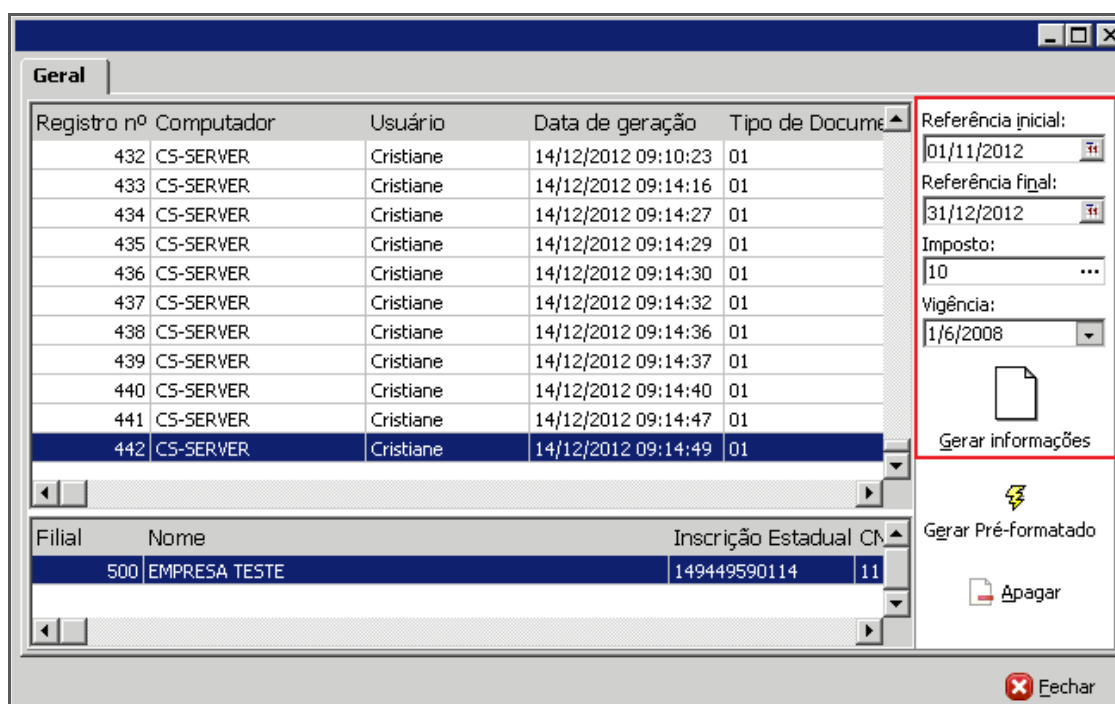 Geral
Registro nº Computador Usuário Data de geração Tipo de Docume
432 CS-SERVER Cristiane 14/12/2012 09:10:23 01
433 CS-SERVER Cristiane 14/12/2012 09:14:16 01
434 CS-SERVER Cristiane 14/12/2012 09:14:27 01
435 CS-SERVER Cristiane 14/12/2012 09:14:29 01
436 CS-SERVER Cristiane 14/12/2012 09:14:30 01
437 CS-SERVER Cristiane 14/12/2012 09:14:32 01
438 CS-SERVER Cristiane 14/12/2012 09:14:36 01
439 CS-SERVER Cristiane 14/12/2012 09:14:37 01
440 CS-SERVER Cristiane 14/12/2012 09:14:40 01
441 CS-SERVER Cristiane 14/12/2012 09:14:47 01
442 CS-SERVER Cristiane 14/12/2012 09:14:49 01
Filial Nome Inscrição Estadual CN
500 EMPRESA TESTE 149449590114 11
Referência inicial:
01/11/2012
Referência final:
31/12/2012
Imposto:
10 ...
Vigência:
1/6/2008
Gerar informações
Gerar Pré-formatado
Apagar
Fechar